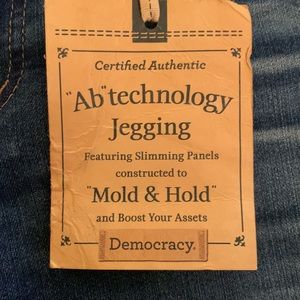 Certified Authentic
"Ab"technology
Jegging
Featuring Slimming Panels
constructed to
"Mold & Hold"
and Boost Your Assets
Democracy®